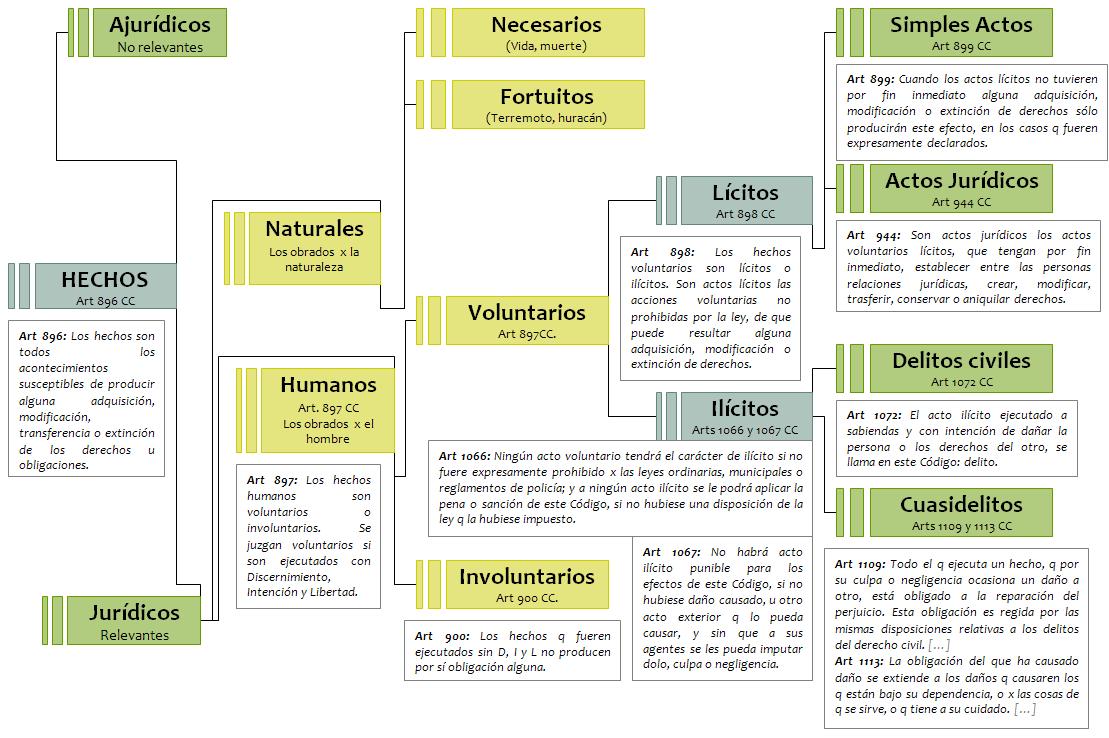 Ajurídicos
No relevantes
Necesarios
(Vida, muerte)
Fortuitos
(Terremoto, huracán)
Simples Actos
Art 899 CC
Art 899: Cuando los actos lícitos no tuvieren
por fin inmediato alguna adquisición,
modificación o extinción de derechos sólo
producirán este efecto, en los casos q fueren
expresamente declarados.
Lícitos
Art 898 CC
Actos Jurídicos
Art 944 CC
Art 944: Son actos jurídicos los actos
voluntarios lícitos, que tengan por fin
inmediato, establecer entre las personas
relaciones jurídicas, crear, modificar,
trasferir, conservar o aniquilar derechos.
Naturales
Los obrados x la
naturaleza
HECHOS
Art 896 CC
Art 896: Los hechos son
todos los
acontecimientos
susceptibles de producir
alguna adquisición,
modificación,
transferencia o extinción
de los derechos u
obligaciones.
Art 898: Los hechos
voluntarios son lícitos o
ilícitos. Son actos lícitos las
acciones voluntarias no
prohibidas por la ley, de que
puede resultar alguna
adquisición, modificación o
extinción de derechos.
Voluntarios
Art 897CC.
Humanos
Art. 897 CC
Los obrados x el
hombre
Art 897: Los hechos
humanos son
voluntarios o
involuntarios. Se
juzgan voluntarios si
son ejecutados con
Discernimiento,
Intención y Libertad.
Ilícitos
Arts 1066 y 1067 CC
Delitos civiles
Art 1072 CC
Art 1072: El acto ilícito ejecutado a
sabiendas y con intención de dañar la
persona o los derechos del otro, se
llama en este Código: delito.
Art 1066: Ningún acto voluntario tendrá el carácter de ilícito si no
fuere expresamente prohibido x las leyes ordinarias, municipales o
reglamentos de policía; y a ningún acto ilícito se le podrá aplicar la
pena o sanción de este Código, si no hubiese una disposición de la
ley q la hubiese impuesto.
Cuasidelitos
Arts 1109 y 1113 CC
Art 1067: No habrá acto
ilícito punible para los
efectos de este Código, si no
hubiese daño causado, u otro
acto exterior q lo pueda
causar, y sin que a sus
agentes se les pueda imputar
dolo, culpa o negligencia.
Art 1109: Todo el q ejecuta un hecho, q por
su culpa o negligencia ocasiona un daño a
otro, está obligado a la reparación del
perjuicio. Esta obligación es regida por las
mismas disposiciones relativas a los delitos
del derecho civil. [...]
Art 1113: La obligación del que ha causado
daño se extiende a los daños q causaren los
q están bajo su dependencia, o x las cosas de
q se sirve, o q tiene a su cuidado. [...]
Involuntarios
Art 900 CC.
Art 900: Los hechos q fueren
ejecutados sin D, I y L no producen
por sí obligación alguna.
Jurídicos
Relevantes